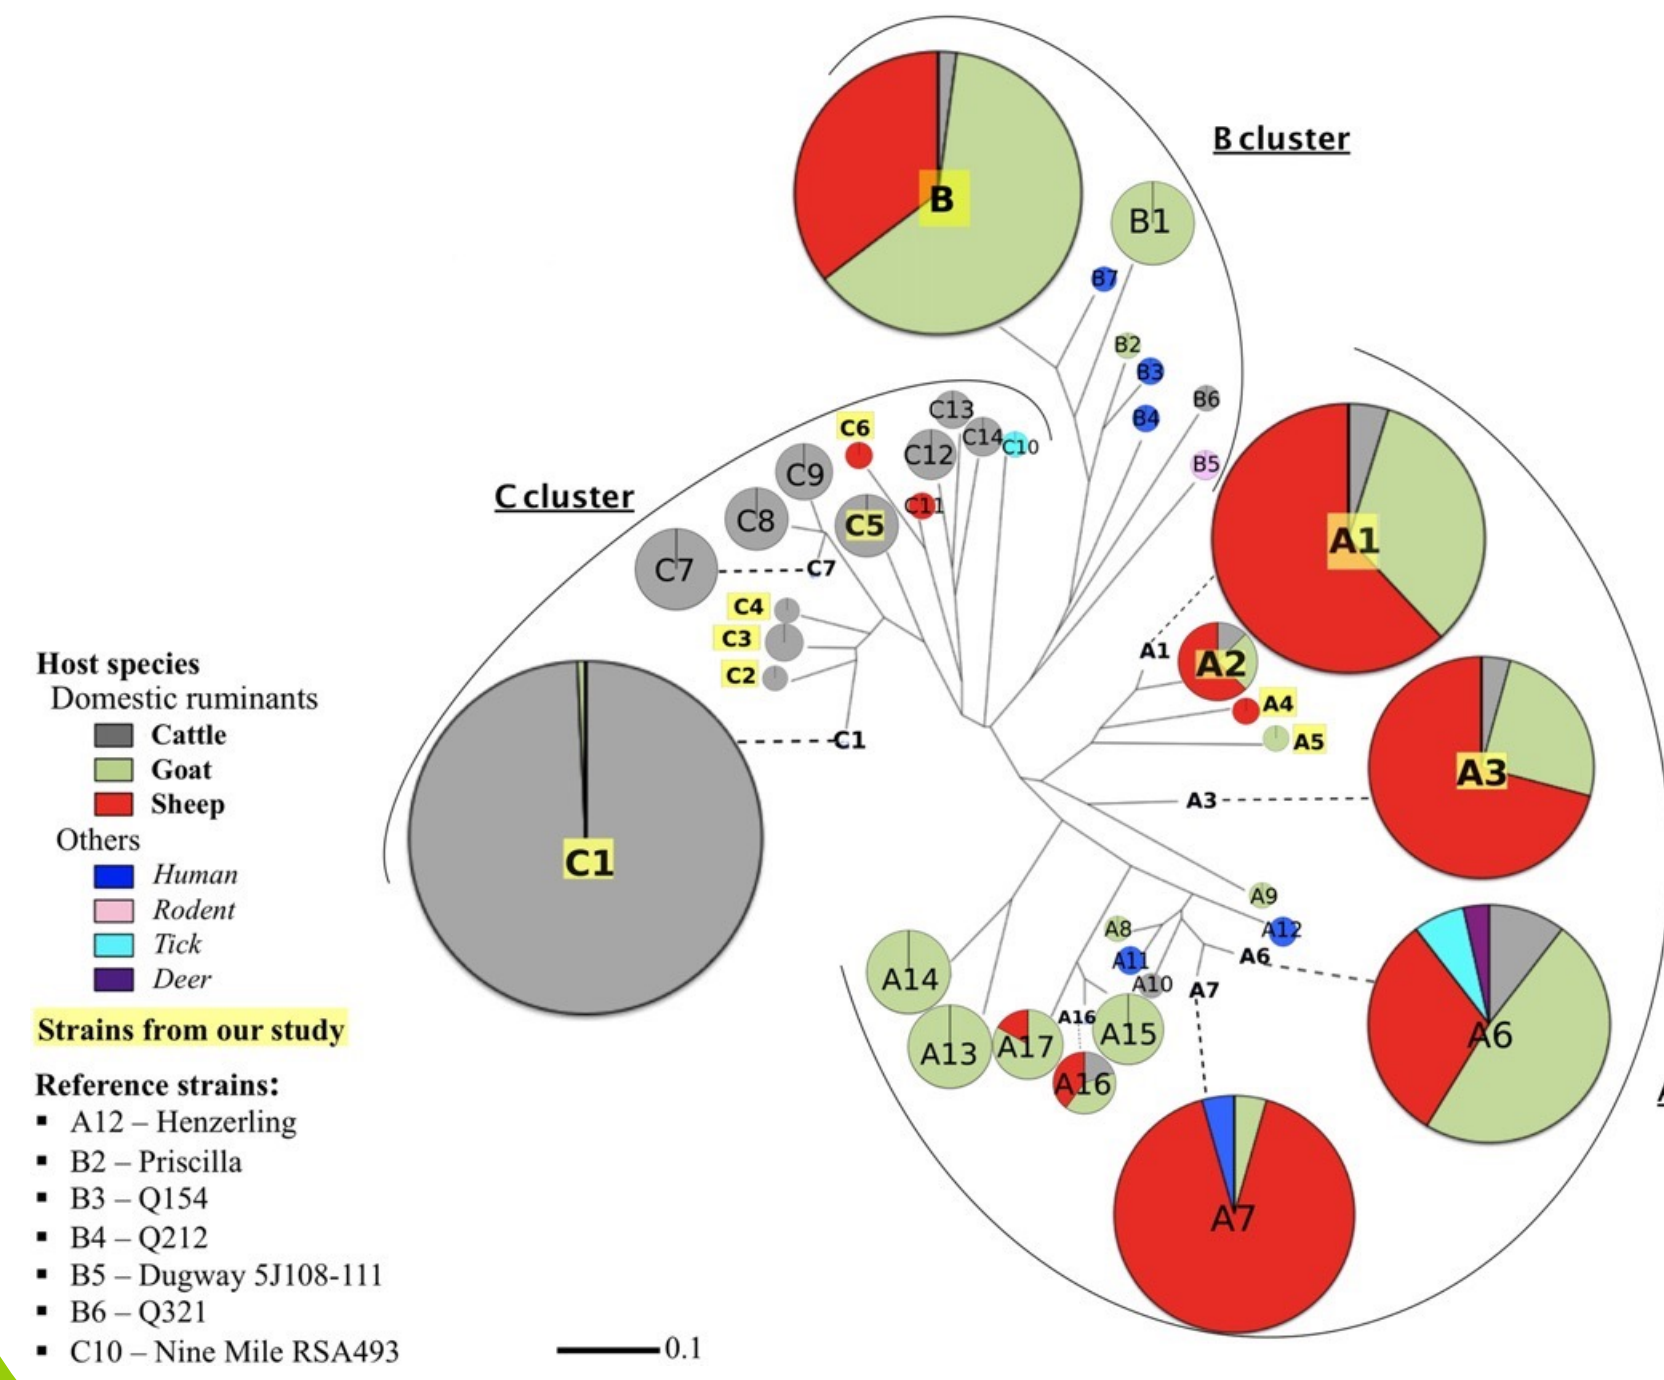 B cluster
B
B1
B7
B2
B3
B4
B6
B5
C cluster
C13
C6
C14
C10
C12
C9
C11
C8
C5
C7
C7
C4
C3
C2
C1
C1
A1
A1
A2
A4
A5
A3
A3
A9
A8
A12
A11
A6
A10
A7
A14
A16
A13
A17
A15
A16
A6
A7
Host species
Domestic ruminants
Cattle
Goat
Sheep
Others
Human
Rodent
Tick
Deer
Strains from our study
Reference strains:
▪ A12 – Henzerling
▪ B2 – Priscilla
▪ B3 – Q154
▪ B4 – Q212
▪ B5 – Dugway 5J108-111
▪ B6 – Q321
▪ C10 – Nine Mile RSA493
0.1